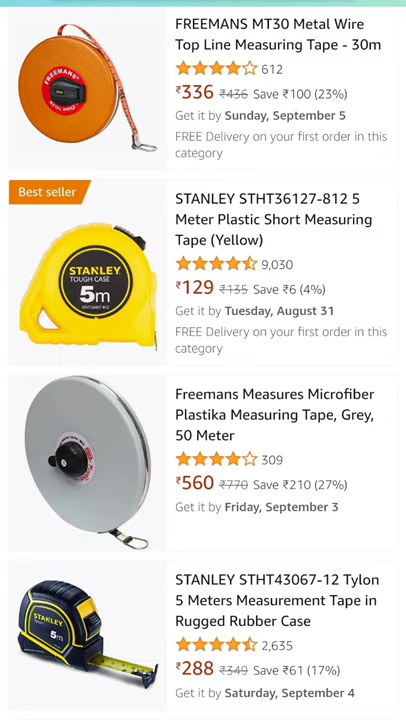 FREEMANS MT30 Metal Wire
Top Line Measuring Tape - 30m
612
₹336 ₹436 Save ₹100 (23%)
Get it by Sunday, September 5
FREE Delivery on your first order in this
category
FREEMANS
METAL WIRED
Best seller
STANLEY STHT36127-812 5
Meter Plastic Short Measuring
Tape (Yellow)
9,030
₹129 ₹135 Save ₹6 (4%)
Get it by Tuesday, August 31
FREE Delivery on your first order in this
category
STANLEY
TOUGH CASE
5m
STHT36127-812
Freemans Measures Microfiber
Plastika Measuring Tape, Grey,
50 Meter
309
₹560 ₹770 Save ₹210 (27%)
Get it by Friday, September 3
STANLEY STHT43067-12 Tylon
5 Meters Measurement Tape in
Rugged Rubber Case
2,635
₹288 ₹349 Save ₹61 (17%)
Get it by Saturday, September 4
STANLEY
5m